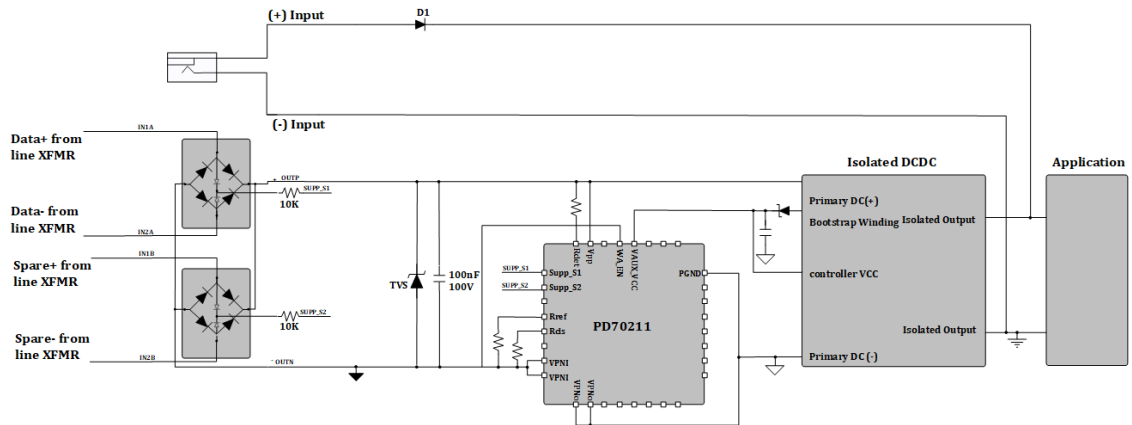 (+) Input
D1
(-) Input
Data+ from
line XFMR
IN1A
+ OUTP
SUPP_S1
10K
Data- from
line XFMR
IN2A
Spare+ from
line XFMR
IN1B
SUPP_S2
10K
Spare- from
line XFMR
IN2B
- OUTN
TVS
100nF
100V
Rdet
Vpp
WA_EN
VAUX_VCC
SUPP_S1
Supp_S1
SUPP_S2
Supp_S2
PGND
Rref
Rcls
PD70211
VPNI
VPNI
VPNo
VPNo
Isolated DCDC
Primary DC(+)
Bootstrap Winding
Isolated Output
controller VCC
Isolated Output
Primary DC (-)
Application